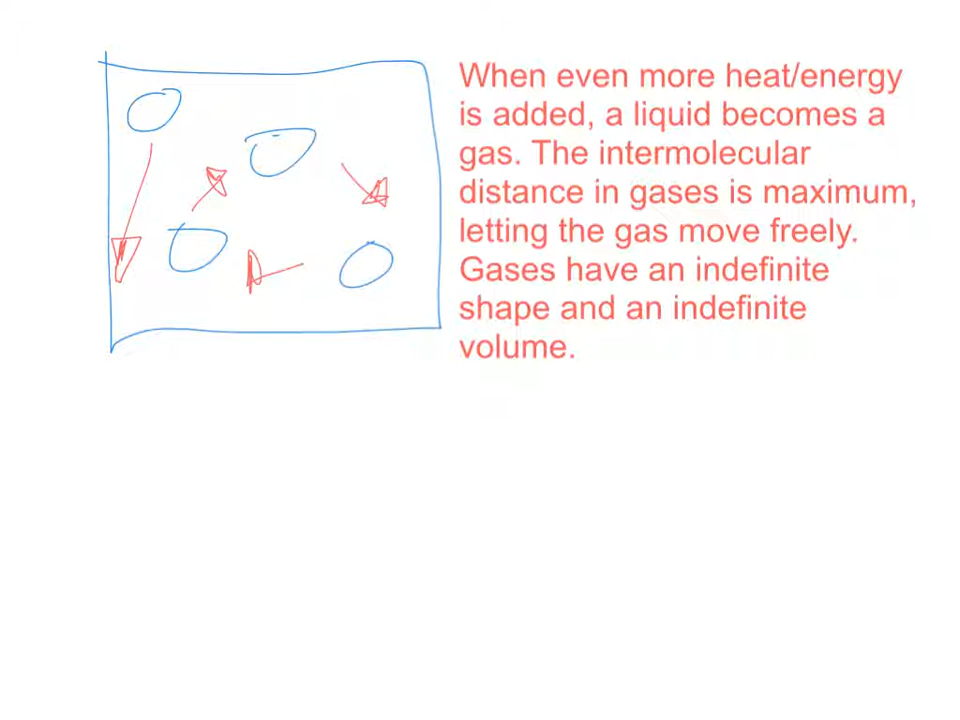 When even more heat/energy
is added, a liquid becomes a
gas. The intermolecular
distance in gases is maximum,
letting the gas move freely.
Gases have an indefinite
shape and an indefinite
volume.